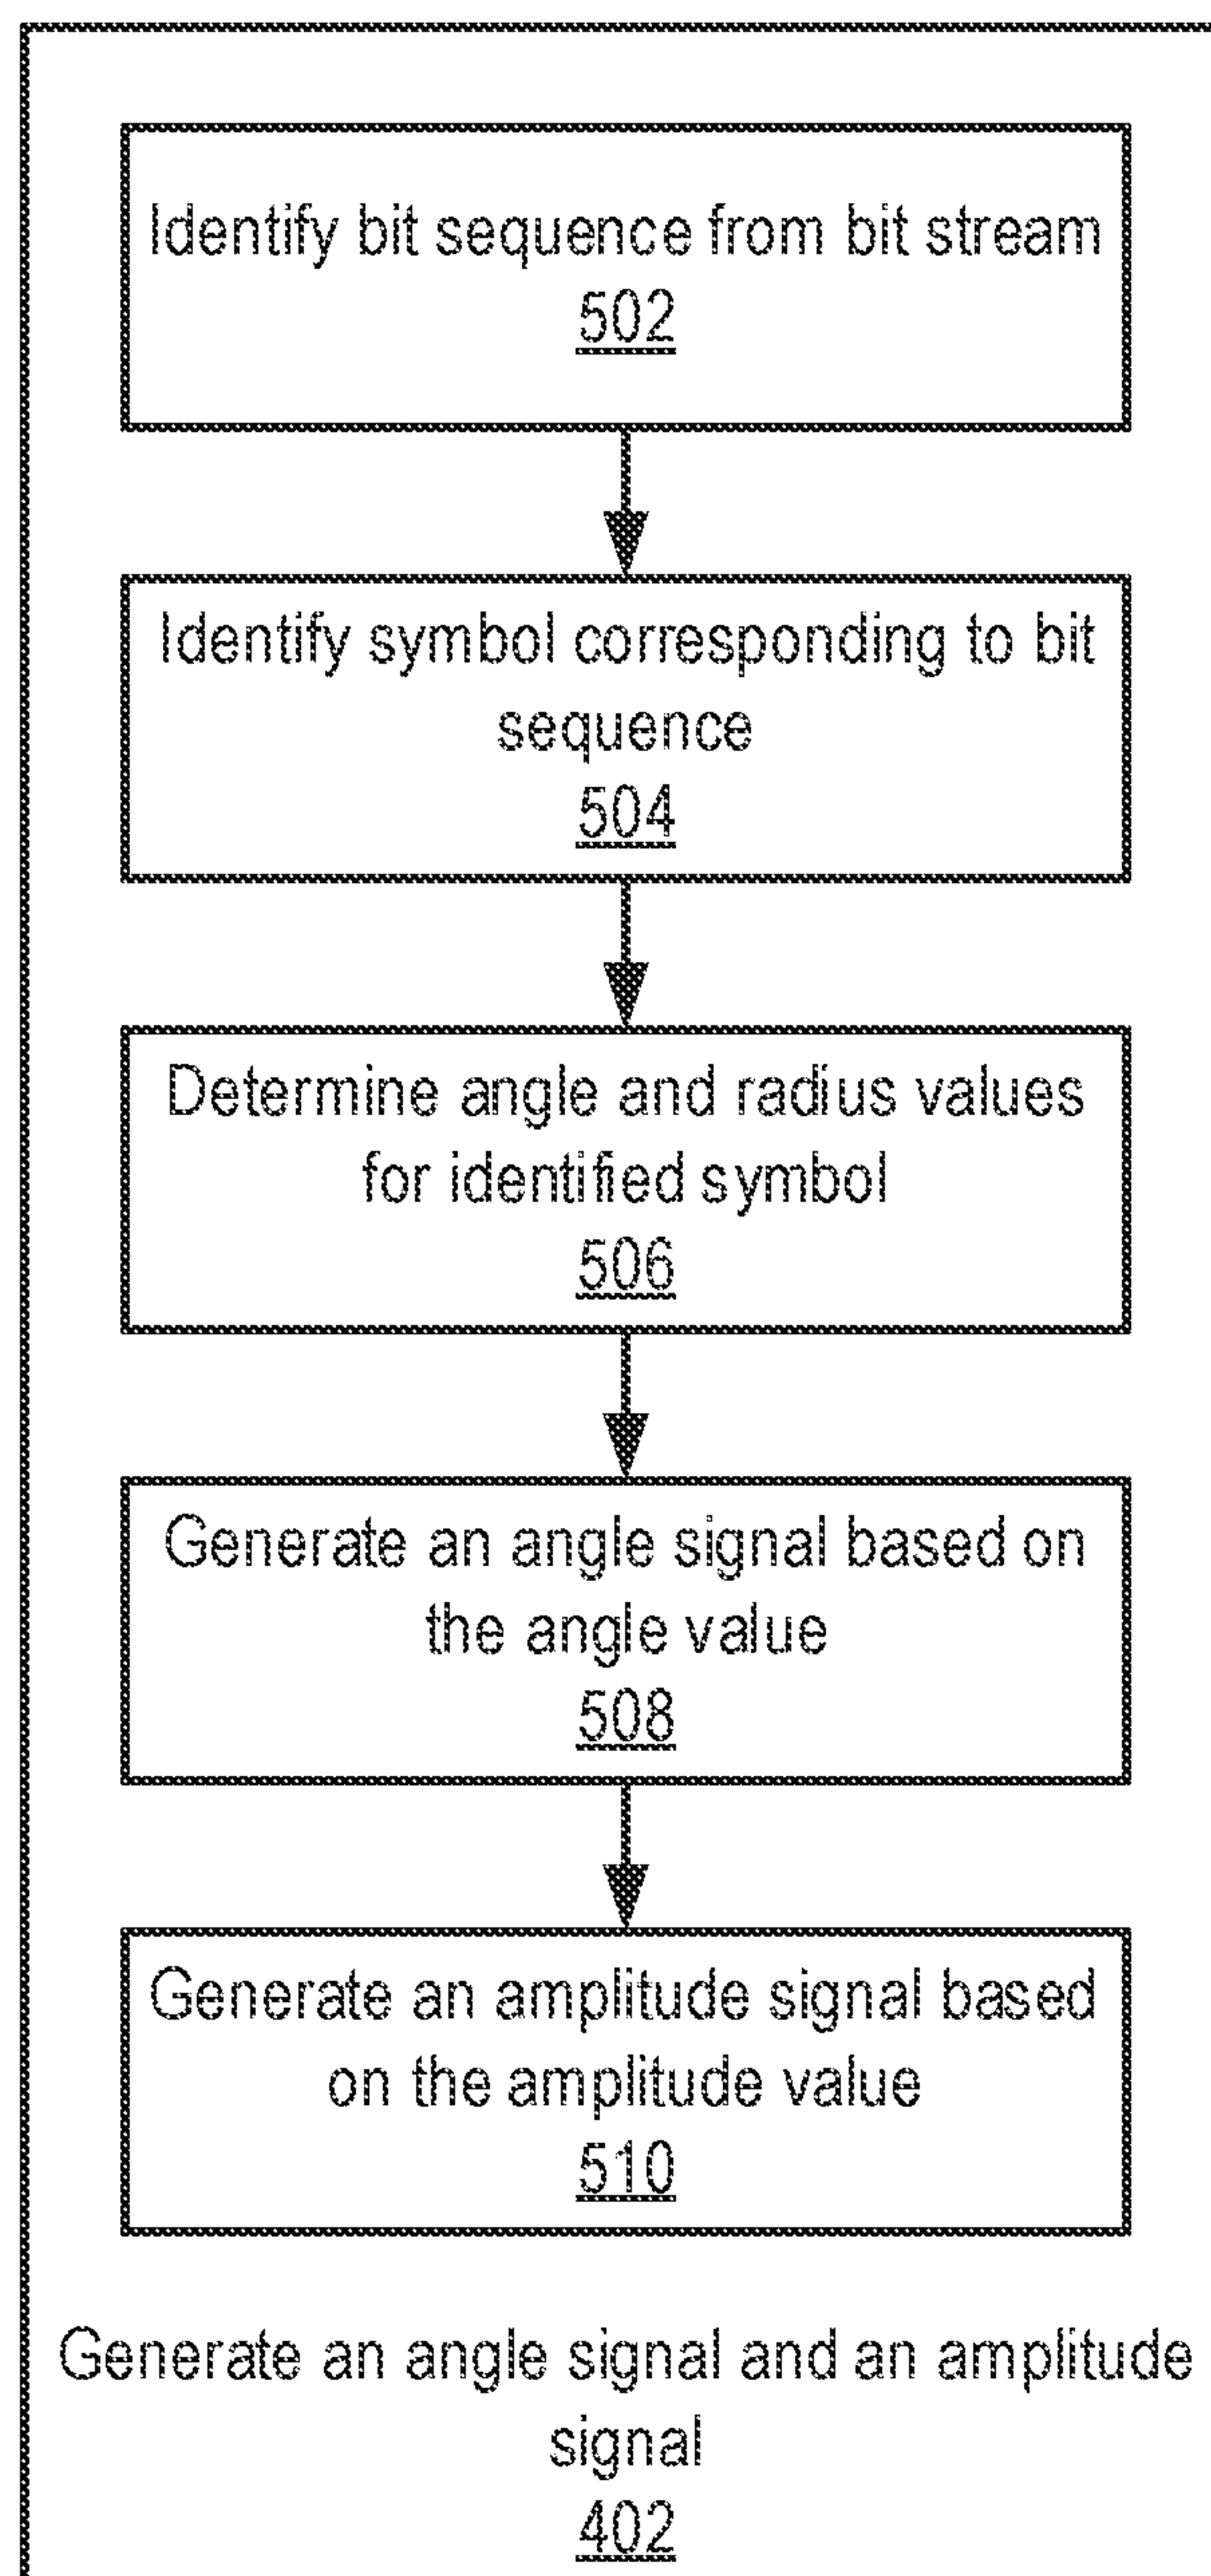 Identify bit sequence from bit stream
502
Identify symbol corresponding to bit
sequence
504
Determine angle and radius values
for identified symbol
506
Generate an angle signal based on
the angle value
508
Generate an amplitude signal based
on the amplitude value
510
Generate an angle signal and an amplitude
signal
402